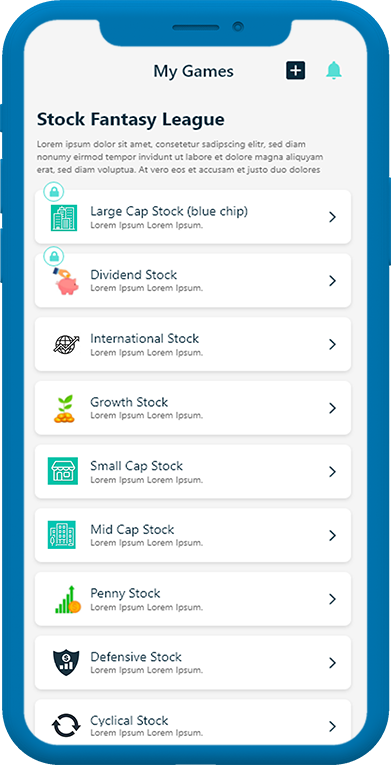 My Games
Stock Fantasy League
Lorem ipsum dolor sit amet, consetetur sadipscing elitr, sed diam
nonumy eirmod tempor invidunt ut labore et dolore magna aliquyam
erat, sed diam voluptua. At vero eos et accusam et justo duo dolores
Large Cap Stock (blue chip)
Lorem Ipsum Lorem Ipsum.
Dividend Stock
Lorem Ipsum Lorem Ipsum.
International Stock
Lorem Ipsum Lorem Ipsum.
Growth Stock
Lorem Ipsum Lorem Ipsum.
Small Cap Stock
Lorem Ipsum Lorem Ipsum.
Mid Cap Stock
Lorem Ipsum Lorem Ipsum.
Penny Stock
Lorem Ipsum Lorem Ipsum.
Defensive Stock
Lorem Ipsum Lorem Ipsum.
Cyclical Stock
Lorem Ipsum Lorem Ipsum.